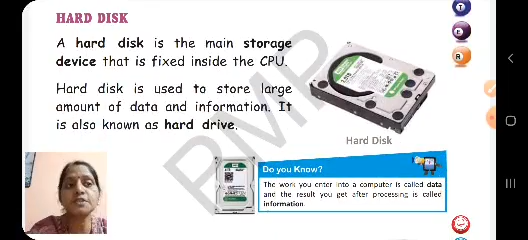 HARD DISK
A hard disk is the main storage
device that is fixed inside the CPU.
Hard disk is used to store large
amount of data and information. It
is also known as hard drive.
Hard Disk
Do you Know?
The work you enter into a computer is called data
and the result you get after processing is called
information.
BMP
T
E
R